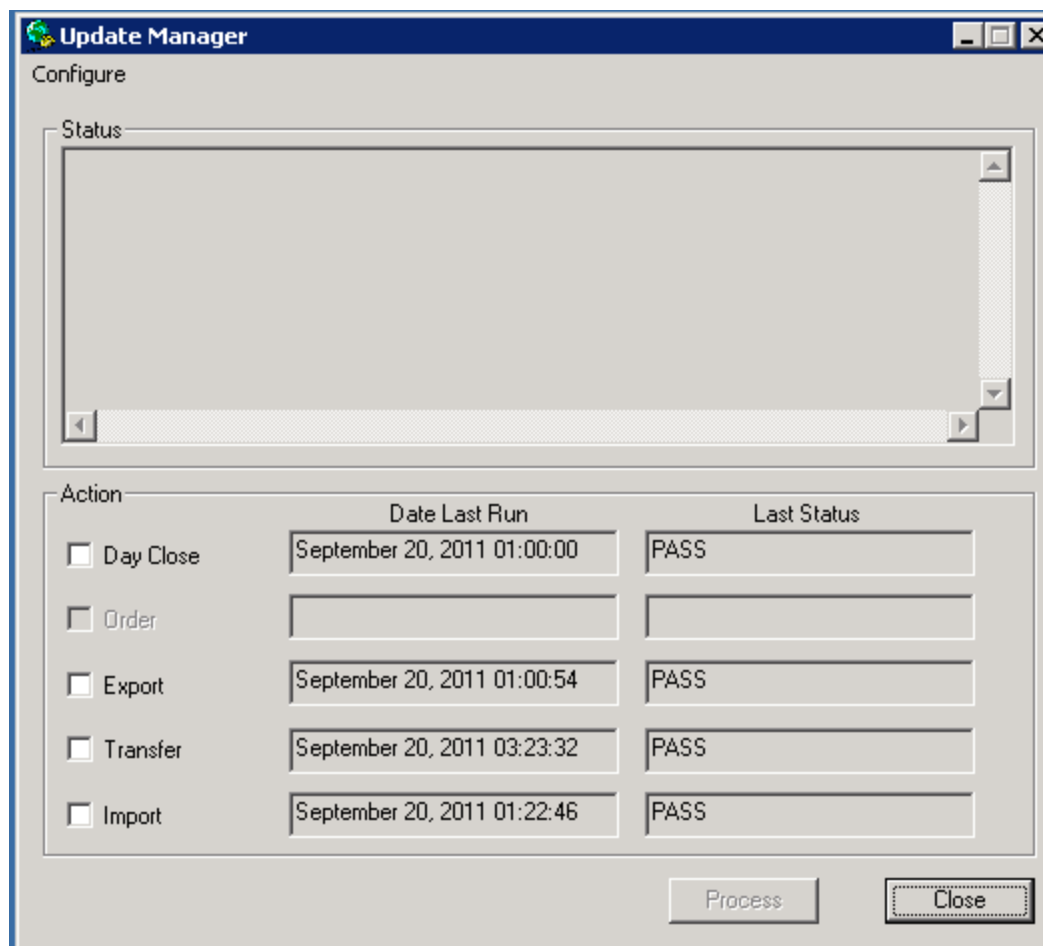 Update Manager
Configure
Status
Action
Date Last Run Last Status
Day Close September 20, 2011 01:00:00 PASS
Order
Export September 20, 2011 01:00:54 PASS
Transfer September 20, 2011 03:23:32 PASS
Import September 20, 2011 01:22:46 PASS
Process Close